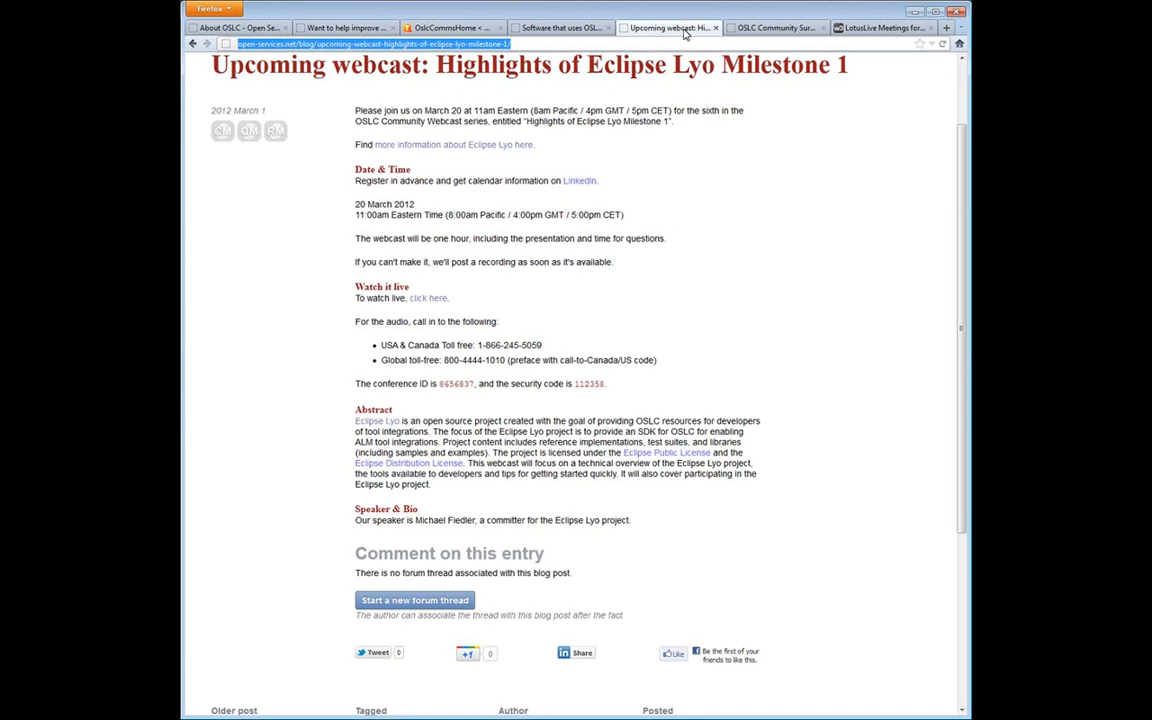 Firefox
About OSLC - Open Se...
Want to help improve ...
OslcCommsHome < ...
Software that uses OSL...
Upcoming webcast: Hi...
OSLC Community Sur...
LotusLive Meetings for...
open-services.net/blog/upcoming-webcast-highlights-of-eclipse-lyo-milestone-1/
Upcoming webcast: Highlights of Eclipse Lyo Milestone 1
2012 March 1
CM QM RM
Please join us on March 20 at 11am Eastern (8am Pacific / 4pm GMT / 5pm CET) for the sixth in the
OSLC Community Webcast series, entitled “Highlights of Eclipse Lyo Milestone 1”.
Find more information about Eclipse Lyo here.
Date & Time
Register in advance and get calendar information on LinkedIn.
20 March 2012
11:00am Eastern Time (8:00am Pacific / 4:00pm GMT / 5:00pm CET)
The webcast will be one hour, including the presentation and time for questions.
If you can't make it, we'll post a recording as soon as it's available.
Watch it live
To watch live, click here.
For the audio, call in to the following:
• USA & Canada Toll free: 1-866-245-5059
• Global toll-free: 800-4444-1010 (preface with call-to-Canada/US code)
The conference ID is 8656837, and the security code is 112358.
Abstract
Eclipse Lyo is an open source project created with the goal of providing OSLC resources for developers
of tool integrations. The focus of the Eclipse Lyo project is to provide an SDK for OSLC for enabling
ALM tool integrations. Project content includes reference implementations, test suites, and libraries
(including samples and examples). The project is licensed under the Eclipse Public License and the
Eclipse Distribution License. This webcast will focus on a technical overview of the Eclipse Lyo project,
the tools available to developers and tips for getting started quickly. It will also cover participating in the
Eclipse Lyo project.
Speaker & Bio
Our speaker is Michael Fiedler, a committer for the Eclipse Lyo project.
Comment on this entry
There is no forum thread associated with this blog post.
Start a new forum thread
The author can associate the thread with this blog post after the fact
Tweet 0
+1 0
in Share
Like
Be the first of your
friends to like this.
Older post
Tagged
Author
Posted